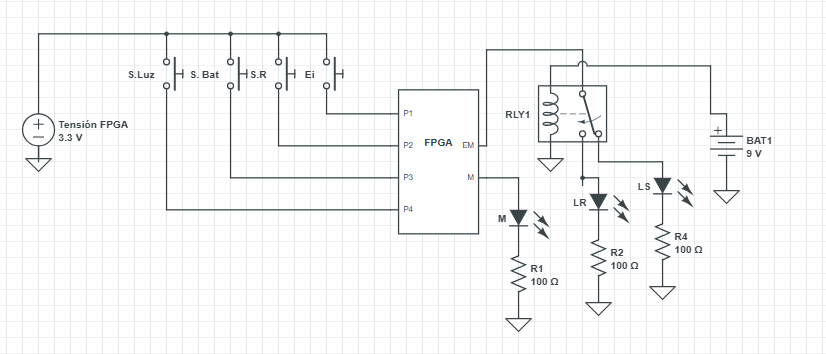 S.Luz
S. Bat
S.R
Ei
Tensión FPGA
3.3 V
P1
P2
P3
P4
FPGA
EM
M
RLY1
BAT1
9 V
M
R1
100 Ω
LR
R2
100 Ω
LS
R4
100 Ω